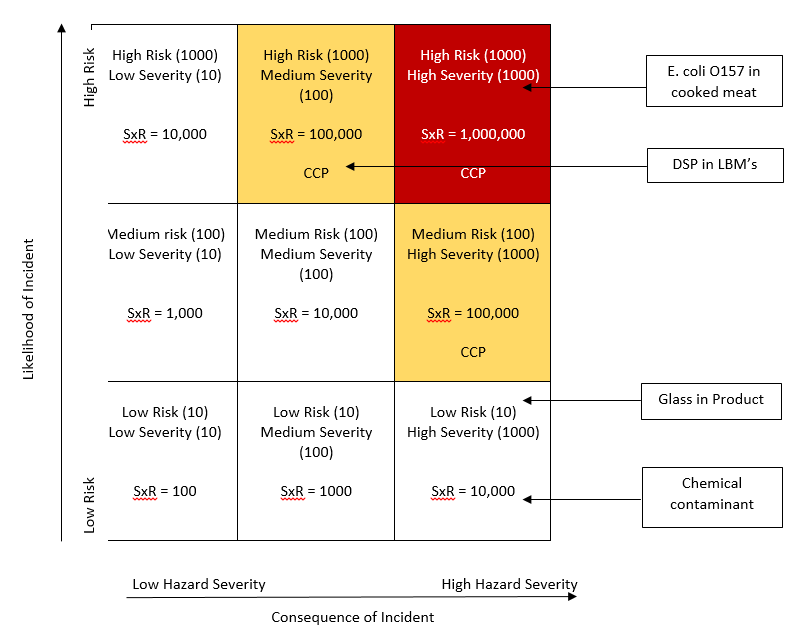 High Risk
High Risk (1000)
Low Severity (10)
SxR = 10,000
High Risk (1000)
Medium Severity
(100)
SxR = 100,000
CCP
High Risk (1000)
High Severity (1000)
SxR = 1,000,000
CCP
E. coli O157 in
cooked meat
DSP in LBM’s
Likelihood of Incident
Medium risk (100)
Low Severity (10)
SxR = 1,000
Medium Risk (100)
Medium Severity
(100)
SxR = 10,000
Medium Risk (100)
High Severity (1000)
SxR = 100,000
CCP
Low Risk
Low Risk (10)
Low Severity (10)
SxR = 100
Low Risk (10)
Medium Severity
(100)
SxR = 1000
Low Risk (10)
High Severity (1000)
SxR = 10,000
Glass in Product
Chemical
contaminant
Low Hazard Severity
High Hazard Severity
Consequence of Incident